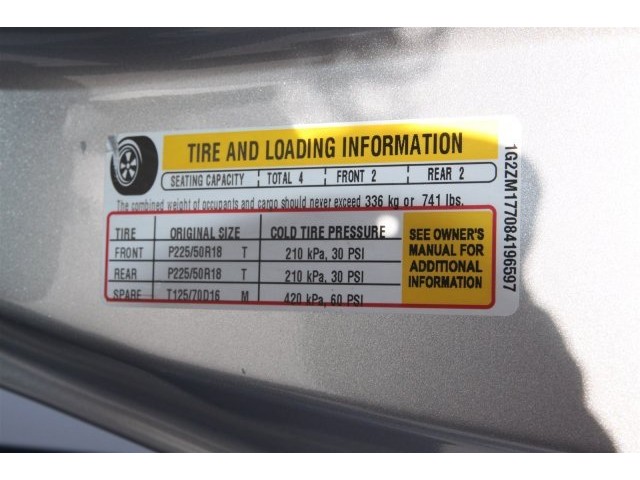 TIRE AND LOADING INFORMATION
SEATING CAPACITY TOTAL 4 FRONT 2 REAR 2
The combined weight of occupants and cargo should never exceed 336 kg or 741 lbs.
TIRE ORIGINAL SIZE COLD TIRE PRESSURE
FRONT P225/50R18 T 210 kPa, 30 PSI
REAR P225/50R18 T 210 kPa, 30 PSI
SPARE T125/70D16 M 420 kPa, 60 PSI
SEE OWNER'S
MANUAL FOR
ADDITIONAL
INFORMATION
1G2ZM177084196597